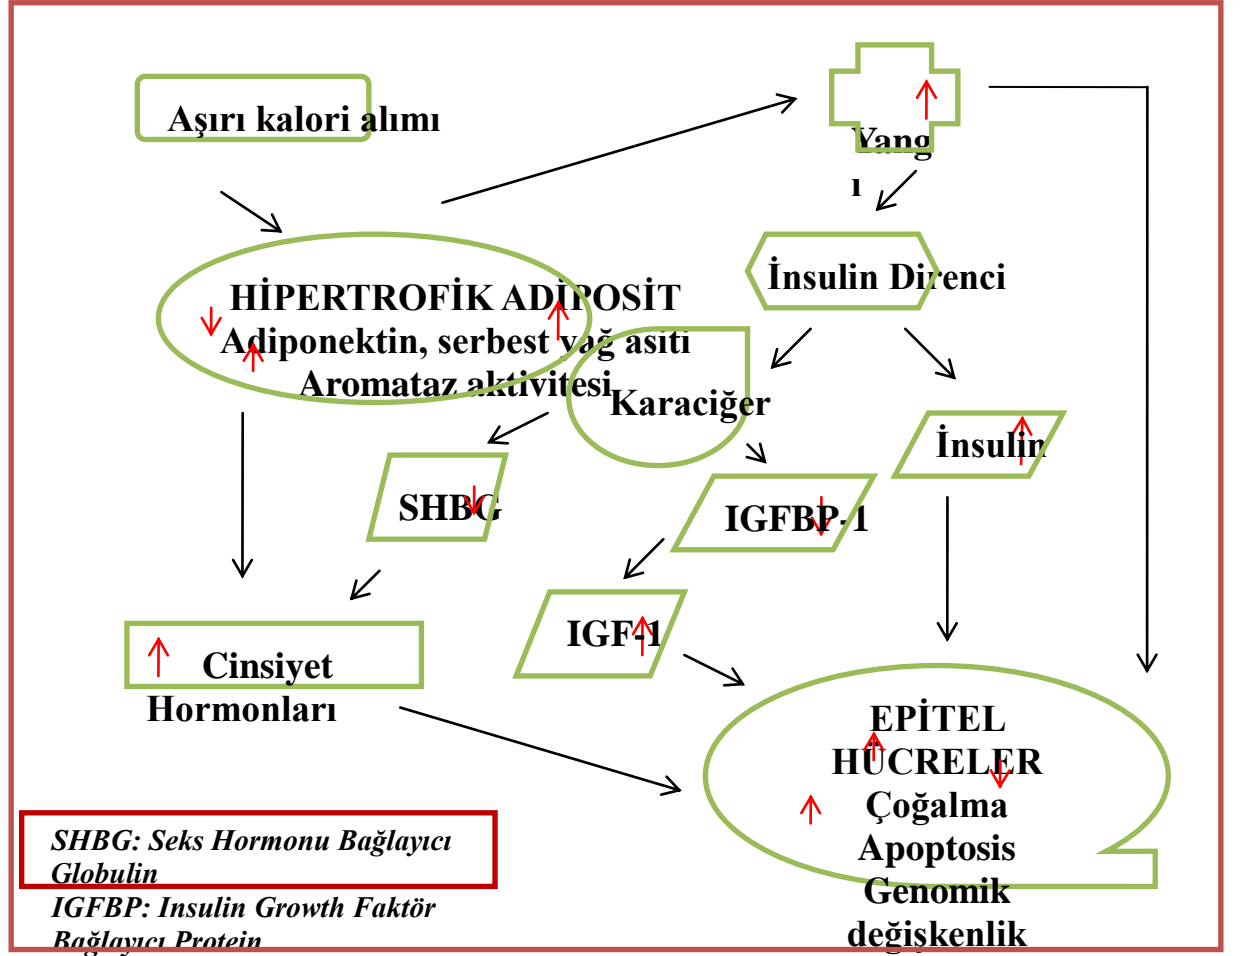 Aşırı kalori alımı
Yang
ı
İnsulin Direnci
HİPERTROFİK ADİPOSİT
Adiponektin, serbest yağ asiti
Aromataz aktivitesi
Karaciğer
İnsulin
SHBG
IGFBP-1
IGF-1
Cinsiyet
Hormonları
EPİTEL
HÜCRELER
Çoğalma
Apoptosis
Genomik
değişkenlik
SHBG: Seks Hormonu Bağlayıcı
Globulin
IGFBP: Insulin Growth Faktör
Bağlayıcı Protein